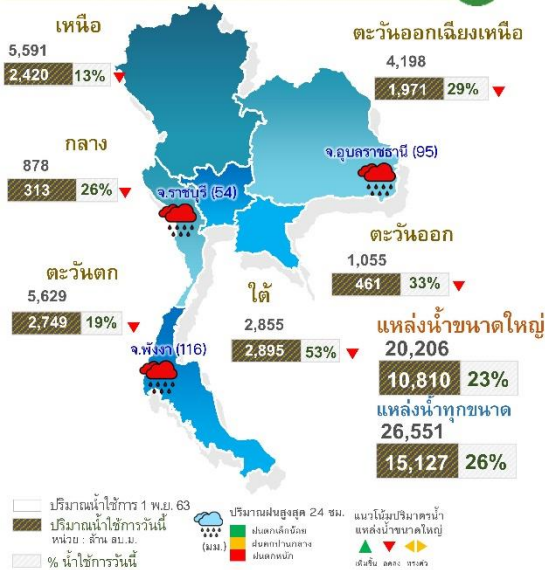 เหนือ
5,591
2,420 13%
ตะวันออกเฉียงเหนือ
4,198
1,971 29%
กลาง
878
313 26%
จ.อุบลราชธานี (95)
จ.ราชบุรี (54)
ตะวันออก
1,055
461 33%
ตะวันตก
5,629
2,749 19%
ใต้
2,855
2,895 53%
จ.พังงา (116)
แหล่งน้ำขนาดใหญ่
20,206
10,810 23%
แหล่งน้ำทุกขนาด
26,551
15,127 26%
ปริมาณน้ำใช้การ 1 พ.ย. 63
ปริมาณน้ำใช้การวันนี้
หน่วย : ล้าน ลบ.ม.
% น้ำใช้การวันนี้
ปริมาณฝนสูงสุด 24 ชม.
(มม.)
ฝนตกเล็กน้อย
ฝนตกปานกลาง
ฝนตกหนัก
แนวโน้มปริมาตรน้ำ
แหล่งน้ำขนาดใหญ่
เพิ่มขึ้น ลดลง ทรงตัว